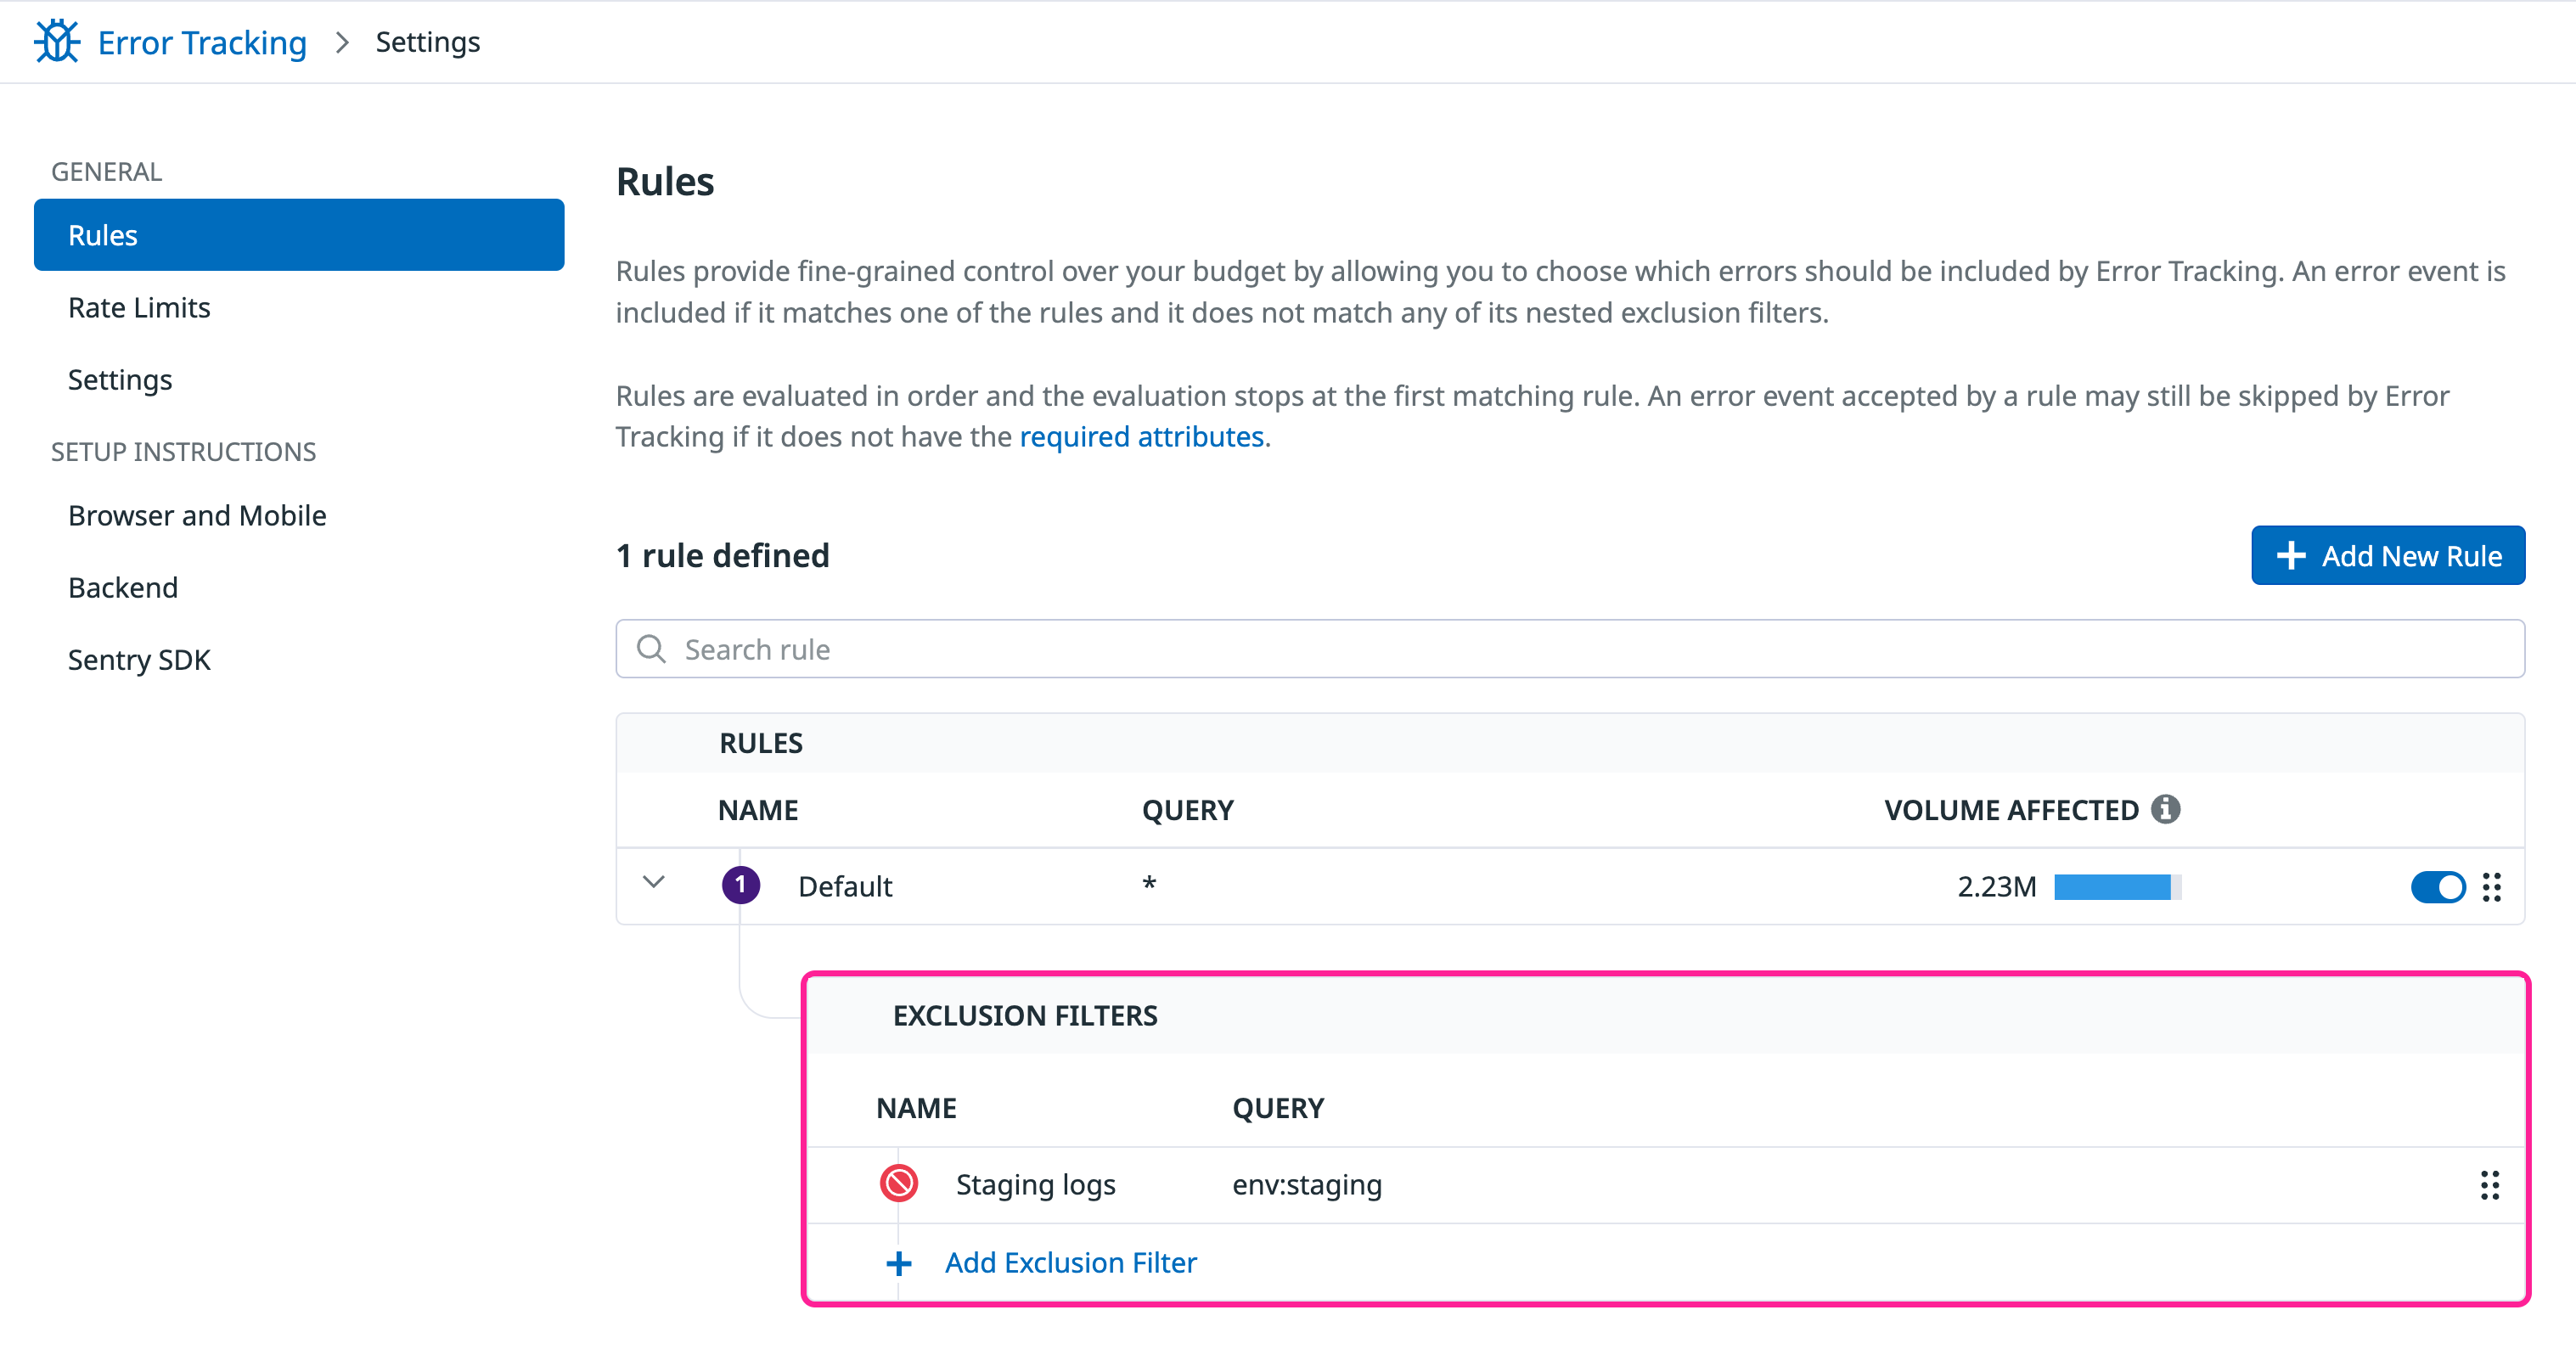 Error Tracking > Settings
GENERAL
Rules
Rate Limits
Settings
SETUP INSTRUCTIONS
Browser and Mobile
Backend
Sentry SDK
Rules
Rules provide fine-grained control over your budget by allowing you to choose which errors should be included by Error Tracking. An error event is
included if it matches one of the rules and it does not match any of its nested exclusion filters.
Rules are evaluated in order and the evaluation stops at the first matching rule. An error event accepted by a rule may still be skipped by Error
Tracking if it does not have the required attributes.
1 rule defined
Add New Rule
Search rule
RULES
NAME QUERY VOLUME AFFECTED
1 Default * 2.23M
EXCLUSION FILTERS
NAME QUERY
Staging logs env:staging
Add Exclusion Filter